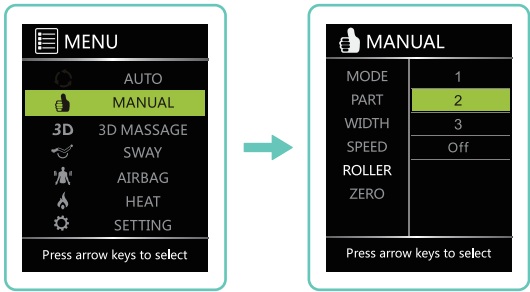 MENU
AUTO
MANUAL
3D 3D MASSAGE
SWAY
AIRBAG
HEAT
SETTING
Press arrow keys to select
MANUAL
MODE 1
PART 2
WIDTH 3
SPEED Off
ROLLER
ZERO
Press arrow keys to select